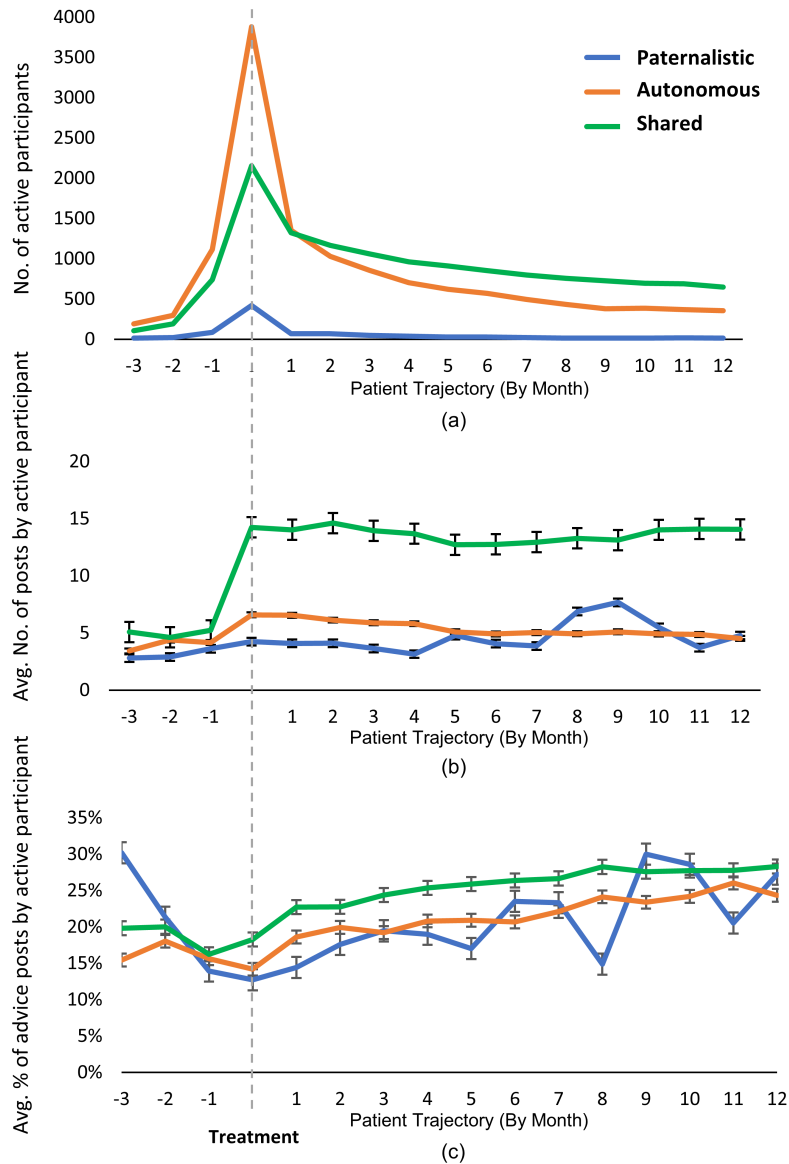 No. of active participants
4000
3500
3000
2500
2000
1500
1000
500
0
Paternalistic
Autonomous
Shared
-3 -2 -1 1 2 3 4 5 6 7 8 9 10 11 12
Patient Trajectory (By Month)
(a)
Avg. No. of posts by active participant
20
15
10
5
0
-3 -2 -1 1 2 3 4 5 6 7 8 9 10 11 12
Patient Trajectory (By Month)
(b)
Avg. % of advice posts by active participant
35%
30%
25%
20%
15%
10%
5%
0%
-3 -2 -1 1 2 3 4 5 6 7 8 9 10 11 12
Patient Trajectory (By Month)
Treatment
(c)